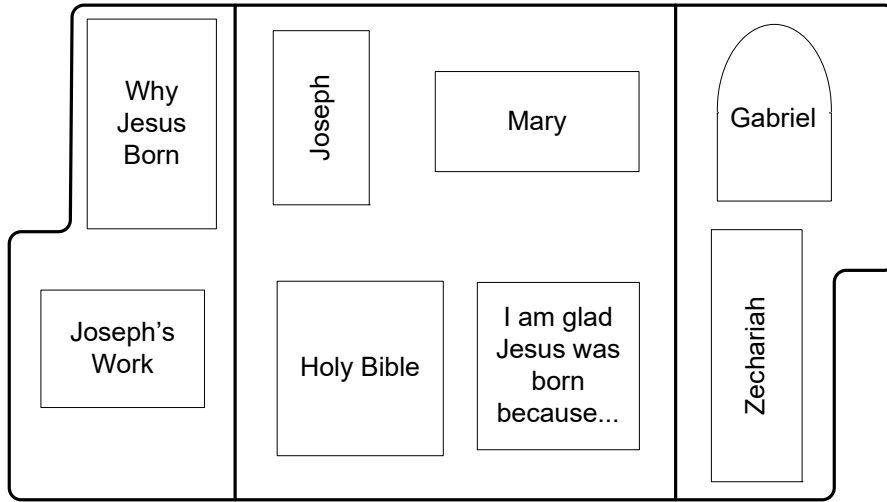 Why
Jesus
Born
Joseph's
Work
Joseph
Mary
Holy Bible
I am glad
Jesus was
born
because...
Gabriel
Zechariah